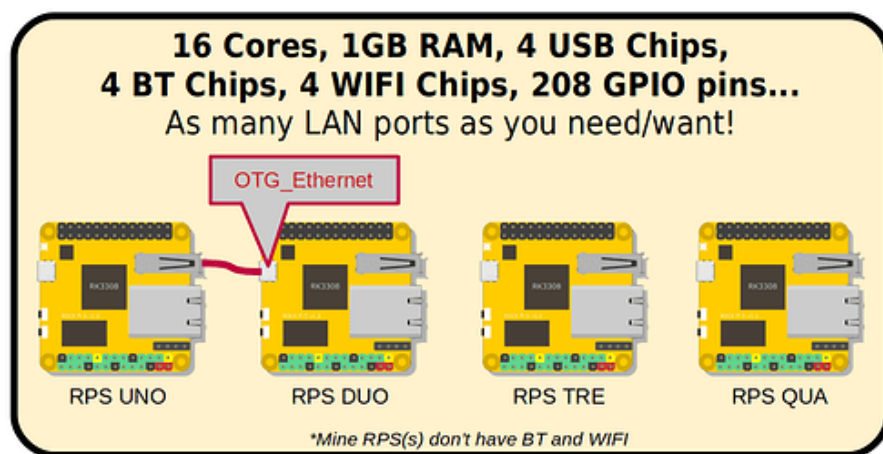 16 Cores, 1GB RAM, 4 USB Chips,
4 BT Chips, 4 WIFI Chips, 208 GPIO pins...
As many LAN ports as you need/want!
OTG_Ethernet
RK3308
RK3308
RK3308
RK3308
RPS UNO
RPS DUO
RPS TRE
RPS QUA
*Mine RPS(s) don't have BT and WIFI